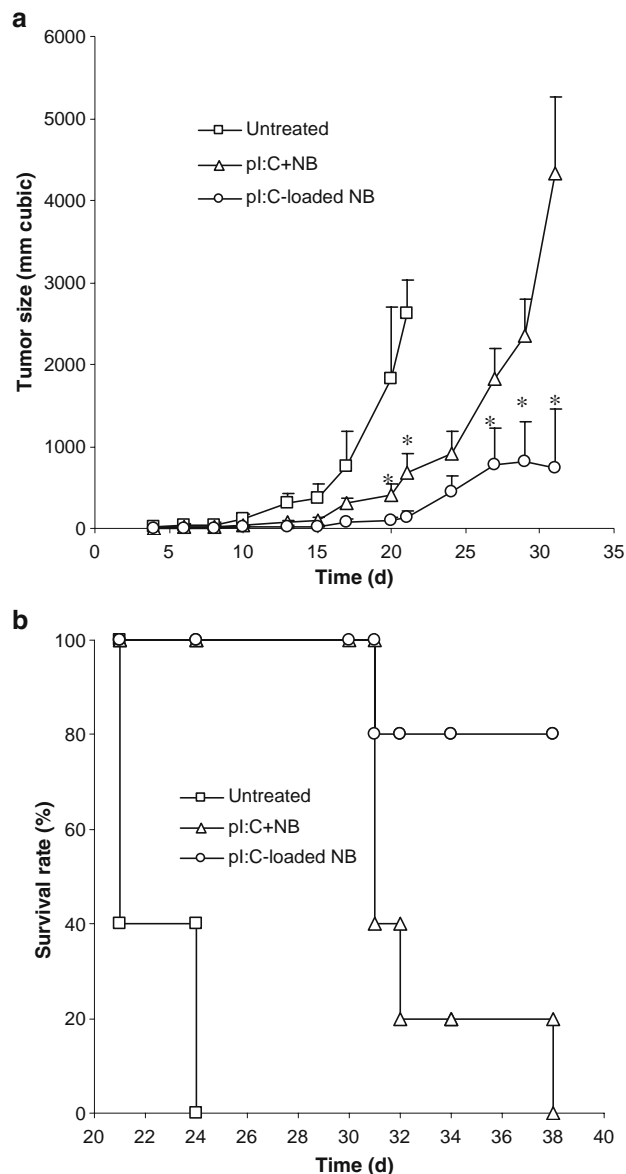 a
6000
5000
4000
3000
2000
1000
0
Tumor size (mm cubic)
Untreated
pI:C+NB
pI:C-loaded NB
* * * * *
0 5 10 15 20 25 30 35
Time (d)
b
100
80
60
40
20
0
Survival rate (%)
Untreated
pI:C+NB
pI:C-loaded NB
20 22 24 26 28 30 32 34 36 38 40
Time (d)